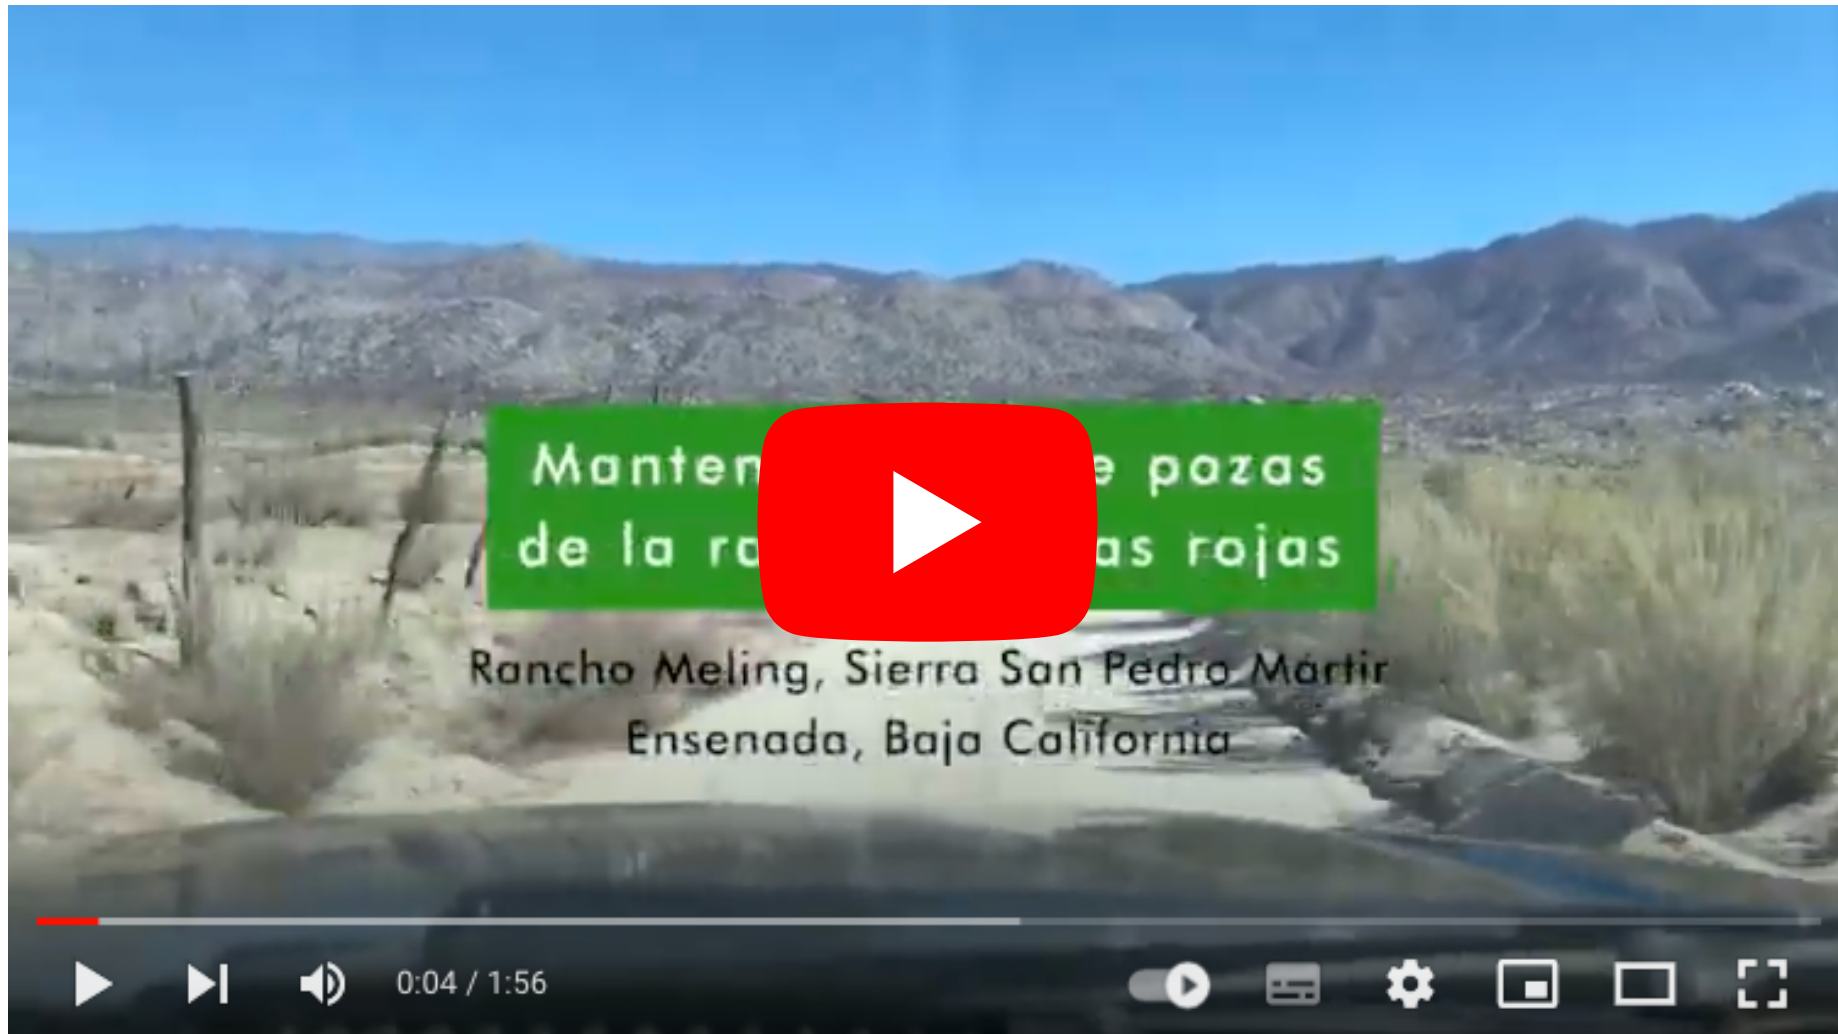 Manten e pozas
de la ra as rojas
Rancho Meling, Sierra San Pedro Mártir
Ensenada, Baja California
0:04 / 1:56